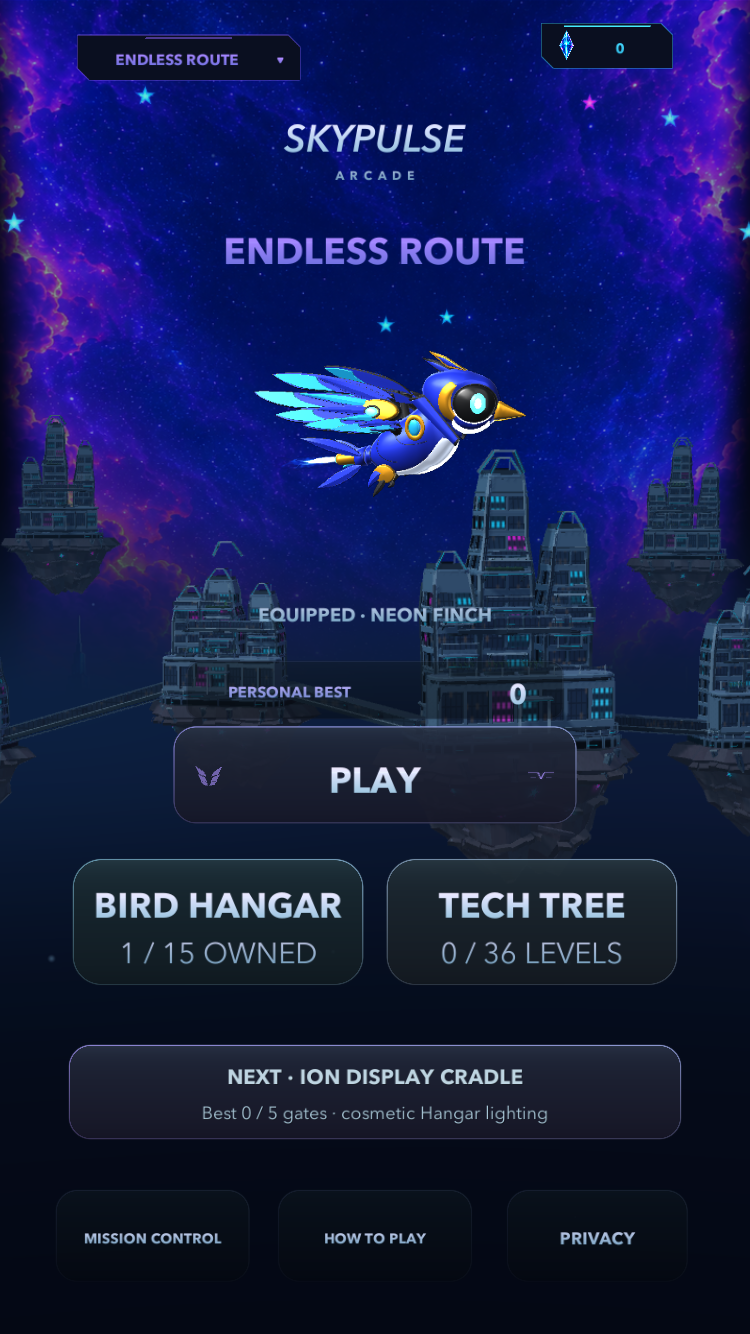 ENDLESS ROUTE ▼
0
SKYPULSE
ARCADE
ENDLESS ROUTE
EQUIPPED · NEON FINCH
PERSONAL BEST 0
PLAY
BIRD HANGAR
1 / 15 OWNED
TECH TREE
0 / 36 LEVELS
NEXT · ION DISPLAY CRADLE
Best 0 / 5 gates · cosmetic Hangar lighting
MISSION CONTROL
HOW TO PLAY
PRIVACY